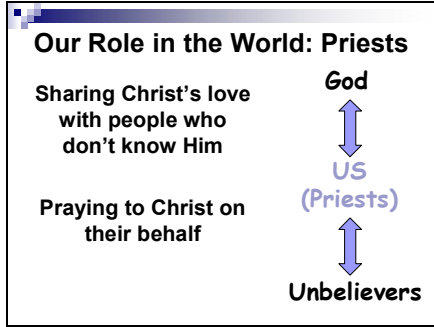 Our Role in the World: Priests
Sharing Christ’s love
with people who
don’t know Him
Praying to Christ on
their behalf
God
US
(Priests)
Unbelievers